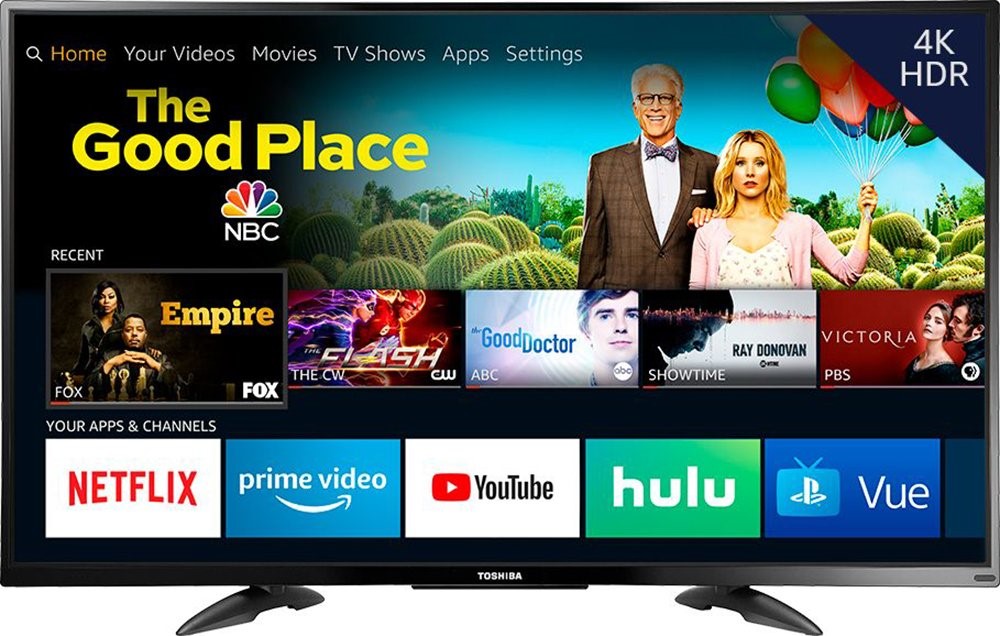 Home Your Videos Movies TV Shows Apps Settings
4K
HDR
The
Good Place
NBC
RECENT
Empire
FOX
FOX
THE FLASH
THE CW
CW
the Good Doctor
ABC
abc
RAY DONOVAN
SHOWTIME
SHOWTIME
VICTORIA
PBS
YOUR APPS & CHANNELS
NETFLIX
prime video
YouTube
hulu
Vue
TOSHIBA